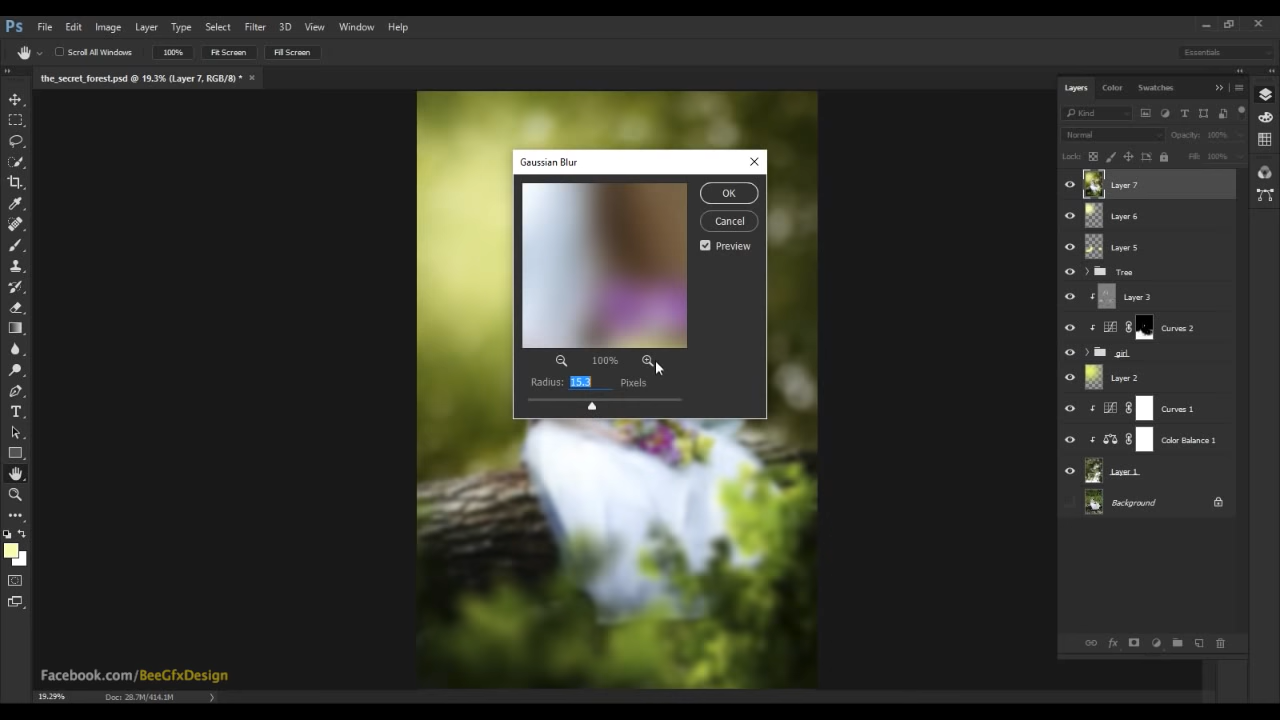 Ps File Edit Image Layer Type Select Filter 3D View Window Help
Scroll All Windows 100% Fit Screen Fill Screen Essentials
the_secret_forest.psd @ 19.3% (Layer 7, RGB/8) *
Layers Color Swatches
Kind
Normal Opacity: 100%
Lock: Fill: 100%
Gaussian Blur
OK
Cancel
Preview
100%
Radius: 15.3 Pixels
Layer 7
Layer 6
Layer 5
Tree
Layer 3
Curves 2
girl
Layer 2
Curves 1
Color Balance 1
Layer 1
Background
fx
Facebook.com/BeeGfxDesign
19.29% Doc: 28.7M/414.1M